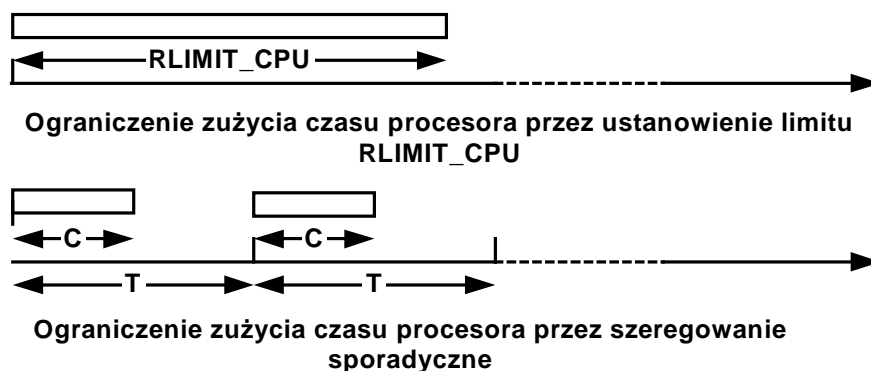 RLIMIT_CPU
Ograniczenie zużycia czasu procesora przez ustanowienie limitu
RLIMIT_CPU
C
C
T
T
Ograniczenie zużycia czasu procesora przez szeregowanie
sporadyczne